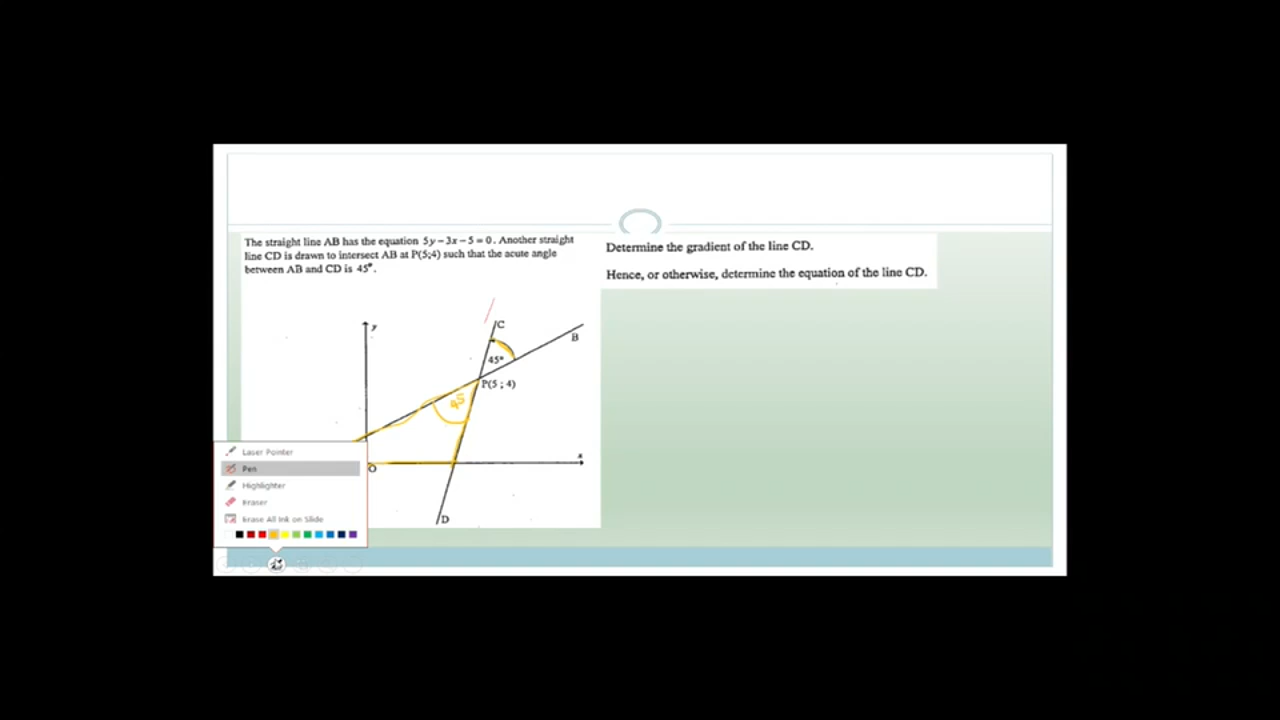 The straight line AB has the equation 5y – 3x – 5 = 0. Another straight
line CD is drawn to intersect AB at P(5;4) such that the acute angle
between AB and CD is 45°.
Determine the gradient of the line CD.
Hence, or otherwise, determine the equation of the line CD.
y
C
B
45°
P(5 ; 4)
45
x
O
D
Laser Pointer
Pen
Highlighter
Eraser
Erase All Ink on Slide